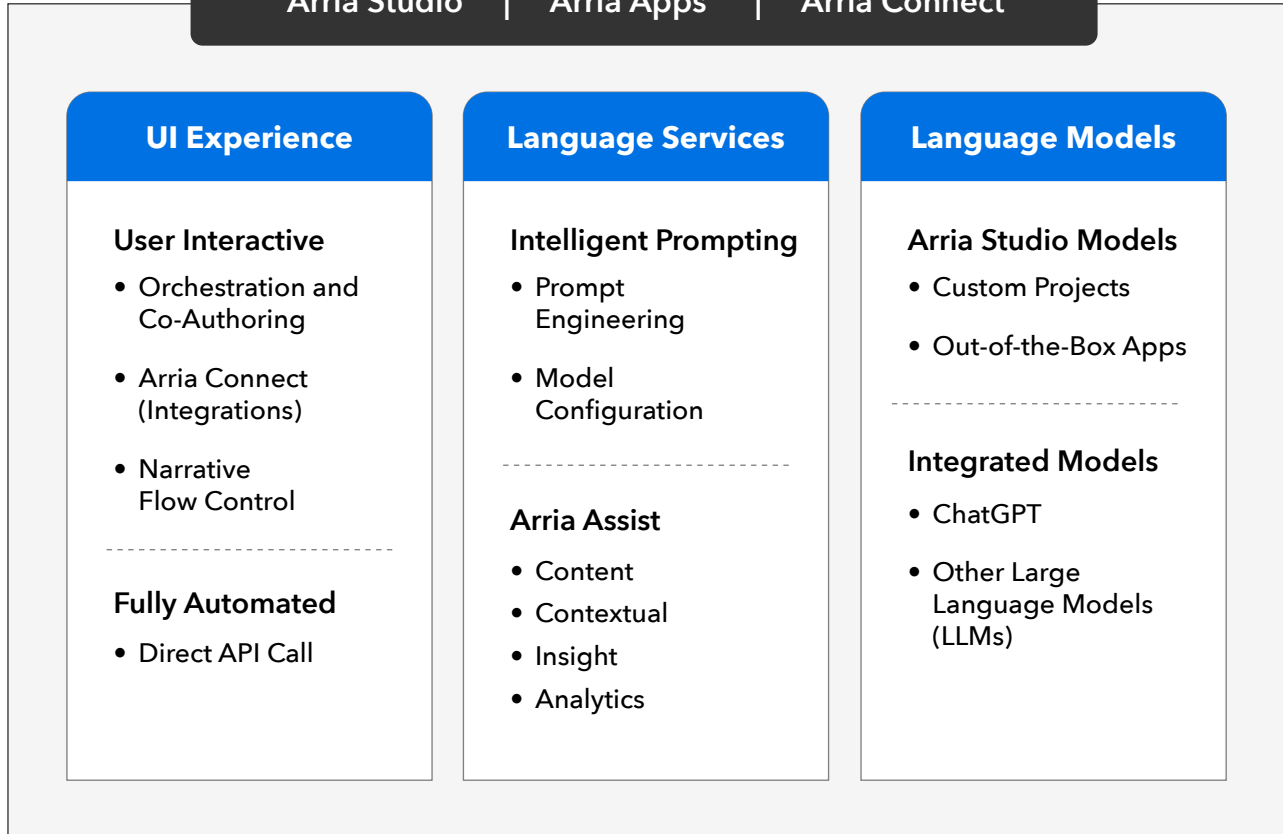 Arria Studio | Arria Apps | Arria Connect
UI Experience
User Interactive
• Orchestration and
Co-Authoring
• Arria Connect
(Integrations)
• Narrative
Flow Control
Fully Automated
• Direct API Call
Language Services
Intelligent Prompting
• Prompt
Engineering
• Model
Configuration
Arria Assist
• Content
• Contextual
• Insight
• Analytics
Language Models
Arria Studio Models
• Custom Projects
• Out-of-the-Box Apps
Integrated Models
• ChatGPT
• Other Large
Language Models
(LLMs)